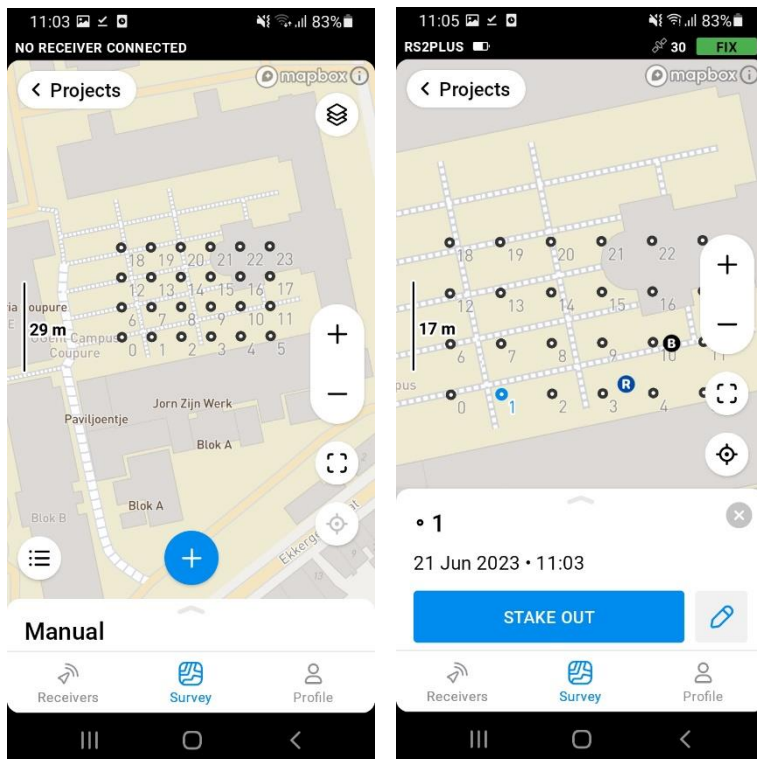 11:03
83%
NO RECEIVER CONNECTED
Projects
mapbox
18 19 20 21 22 23
12 13 14 15 16 17
6 7 8 9 10 11
0 1 2 3 4 5
29 m
oupure
Campus
Coupure
Jorn Zijn Werk
Paviljoentje
Blok A
Blok A
Blok B
Ekkerge
Manual
Receivers
Survey
Profile
11:05
83%
RS2PLUS
30
FIX
Projects
mapbox
18 19 20 21 22
12 13 14 15 16
17 m
B
6 7 8 9 10 11
pus
R
0 1 2 3 4
1
21 Jun 2023 • 11:03
STAKE OUT
Receivers
Survey
Profile